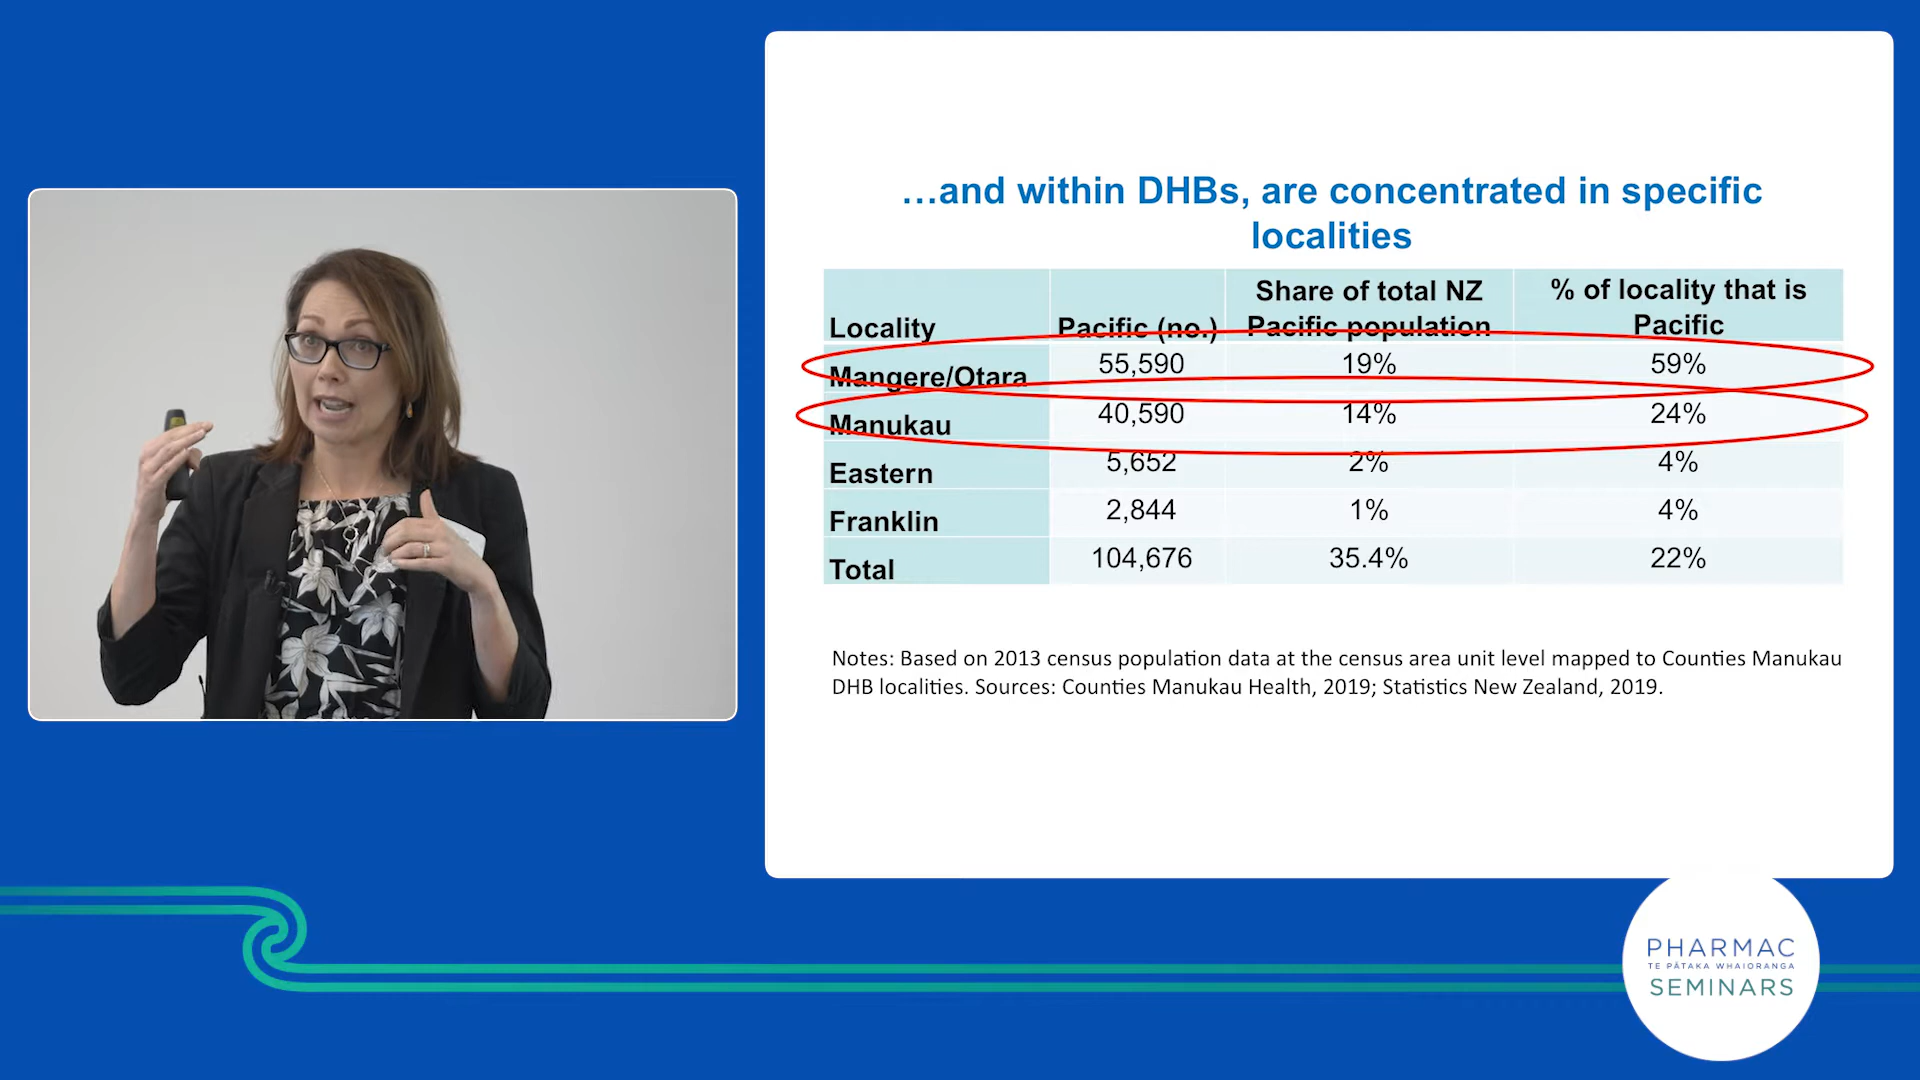 …and within DHBs, are concentrated in specific
localities
Locality Pacific (no.) Share of total NZ Pacific population % of locality that is Pacific
Mangere/Otara 55,590 19% 59%
Manukau 40,590 14% 24%
Eastern 5,652 2% 4%
Franklin 2,844 1% 4%
Total 104,676 35.4% 22%
Notes: Based on 2013 census population data at the census area unit level mapped to Counties Manukau
DHB localities. Sources: Counties Manukau Health, 2019; Statistics New Zealand, 2019.
PHARMAC
TE PĀTAKA WHAIORANGA
SEMINARS